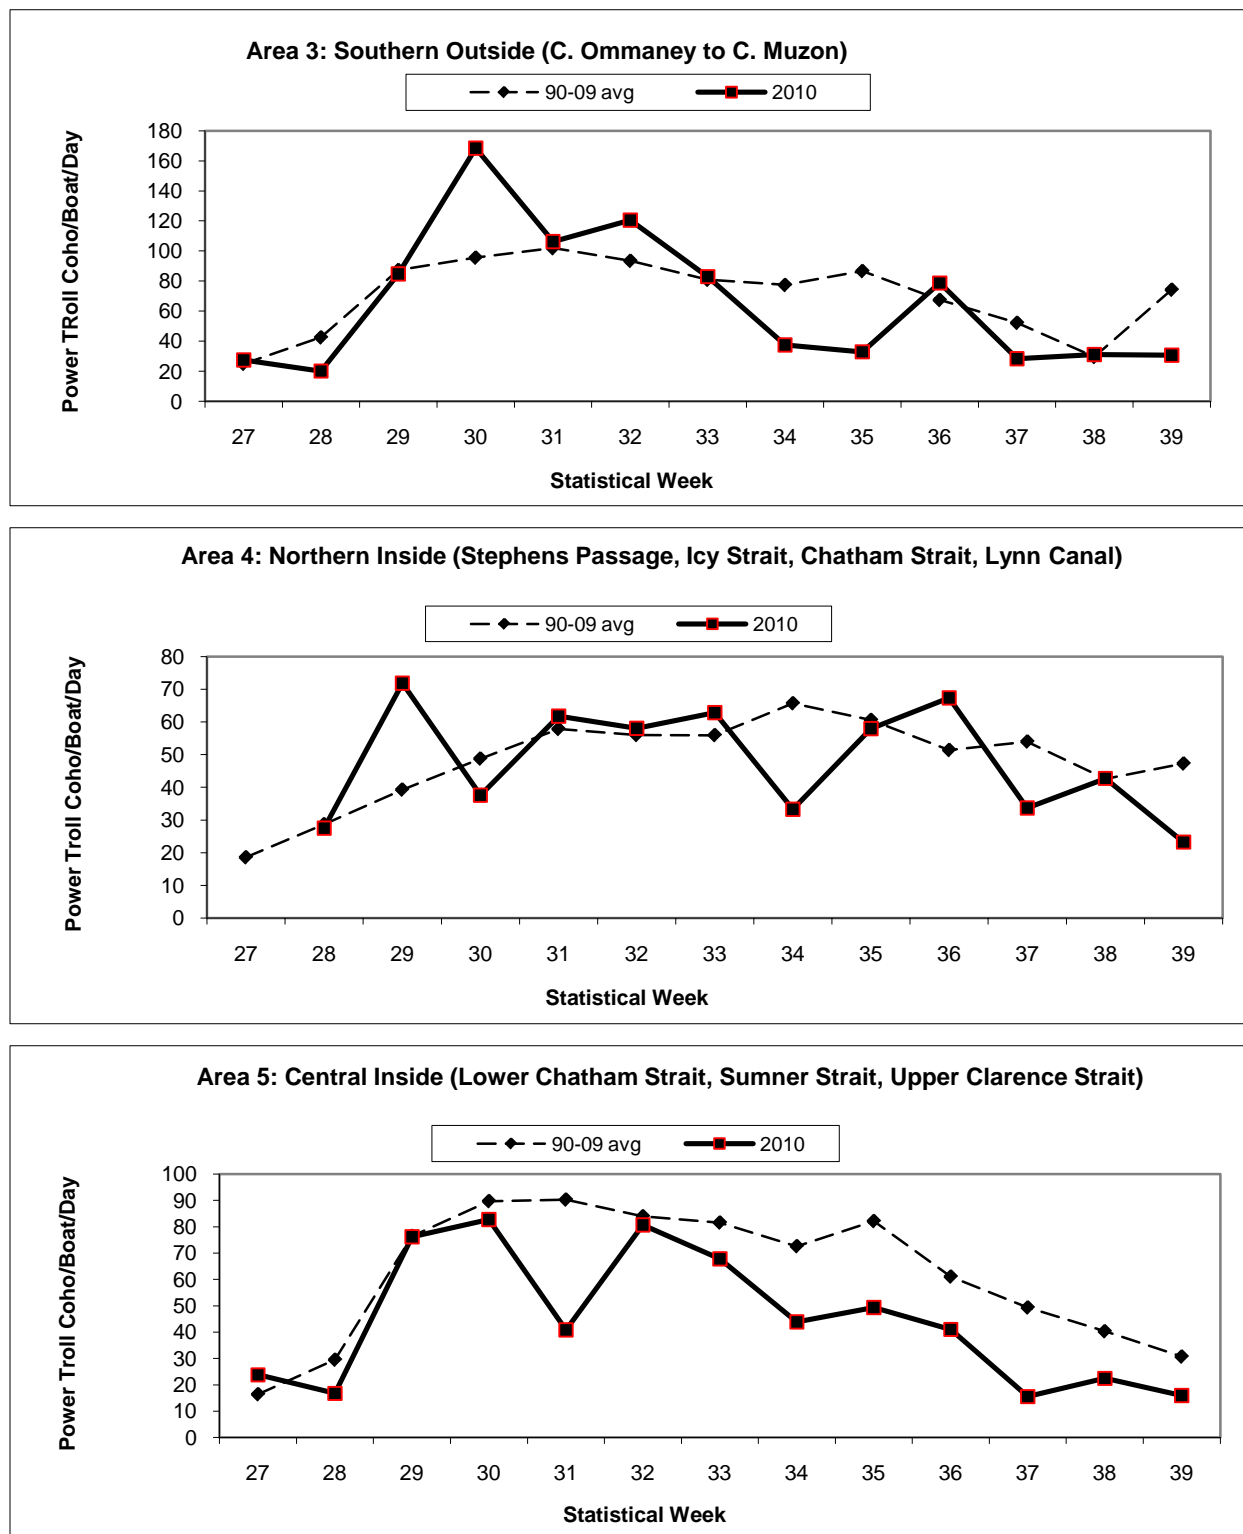 Area 3: Southern Outside (C. Ommaney to C. Muzon)
90-09 avg 2010
Power TRoll Coho/Boat/Day
180
160
140
120
100
80
60
40
20
0
27 28 29 30 31 32 33 34 35 36 37 38 39
Statistical Week
Area 4: Northern Inside (Stephens Passage, Icy Strait, Chatham Strait, Lynn Canal)
90-09 avg 2010
Power Troll Coho/Boat/Day
80
70
60
50
40
30
20
10
0
27 28 29 30 31 32 33 34 35 36 37 38 39
Statistical Week
Area 5: Central Inside (Lower Chatham Strait, Sumner Strait, Upper Clarence Strait)
90-09 avg 2010
Power Troll Coho/Boat/Day
100
90
80
70
60
50
40
30
20
10
0
27 28 29 30 31 32 33 34 35 36 37 38 39
Statistical Week